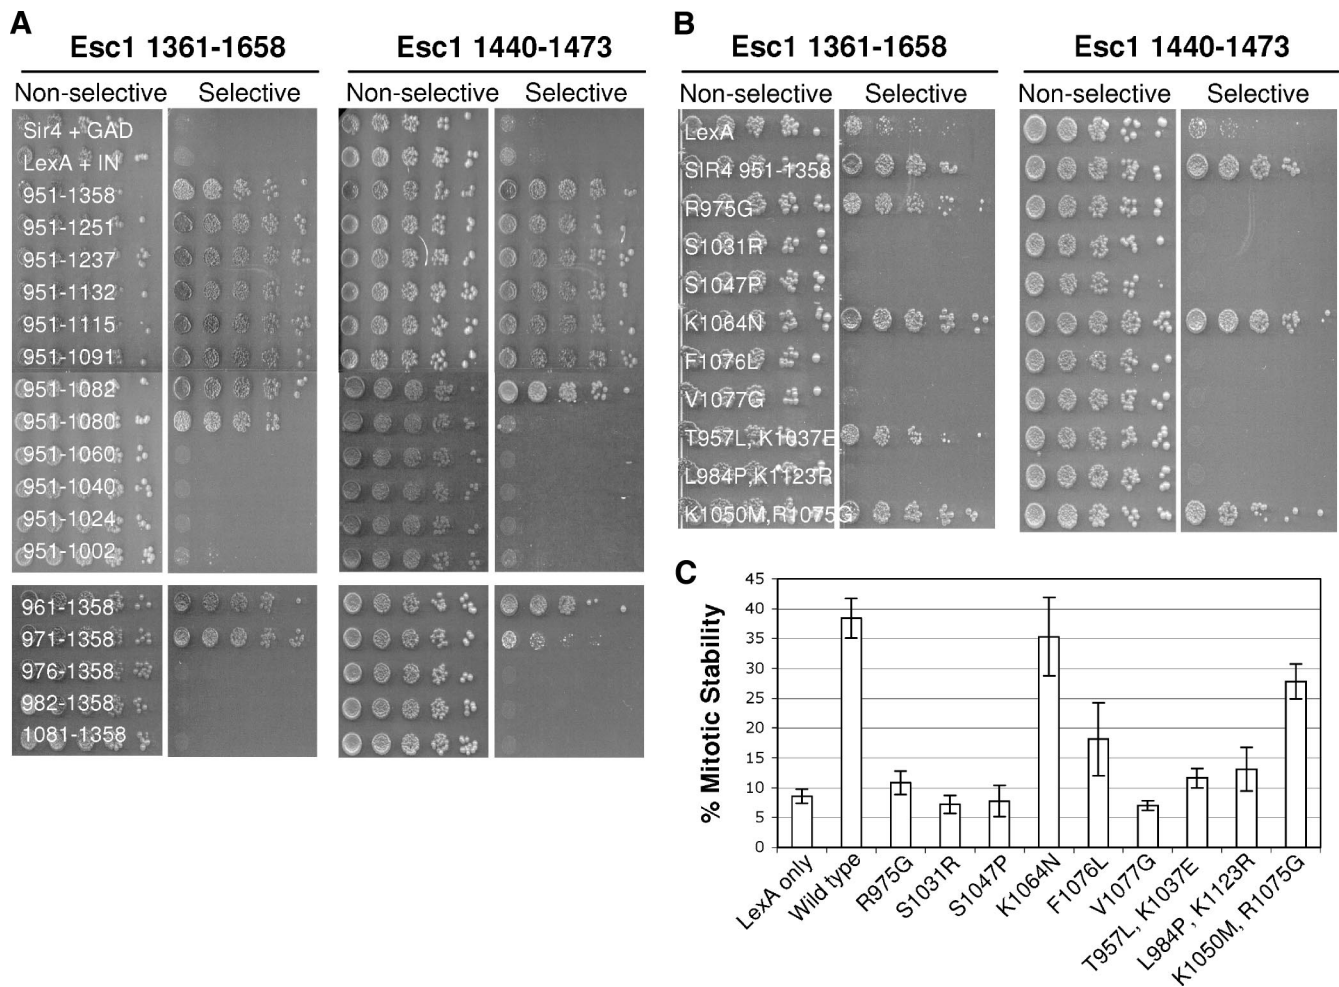 A
Esc1 1361-1658
Esc1 1440-1473
Non-selective
Selective
Non-selective
Selective
Sir4 + GAD
LexA + IN
951-1358
951-1251
951-1237
951-1132
951-1115
951-1091
951-1082
951-1080
951-1060
951-1040
951-1024
951-1002
961-1358
971-1358
976-1358
982-1358
1081-1358
B
Esc1 1361-1658
Esc1 1440-1473
Non-selective
Selective
Non-selective
Selective
LexA
SIR4 951-1358
R975G
S1031R
S1047P
K1064N
F1076L
V1077G
T957L, K1037E
L984P,K1123R
K1050M,R1075G
C
% Mitotic Stability
45
40
35
30
25
20
15
10
5
0
LexA only
Wild type
R975G
S1031R
S1047P
K1064N
F1076L
V1077G
T957L, K1037E
L984P, K1123R
K1050M, R1075G